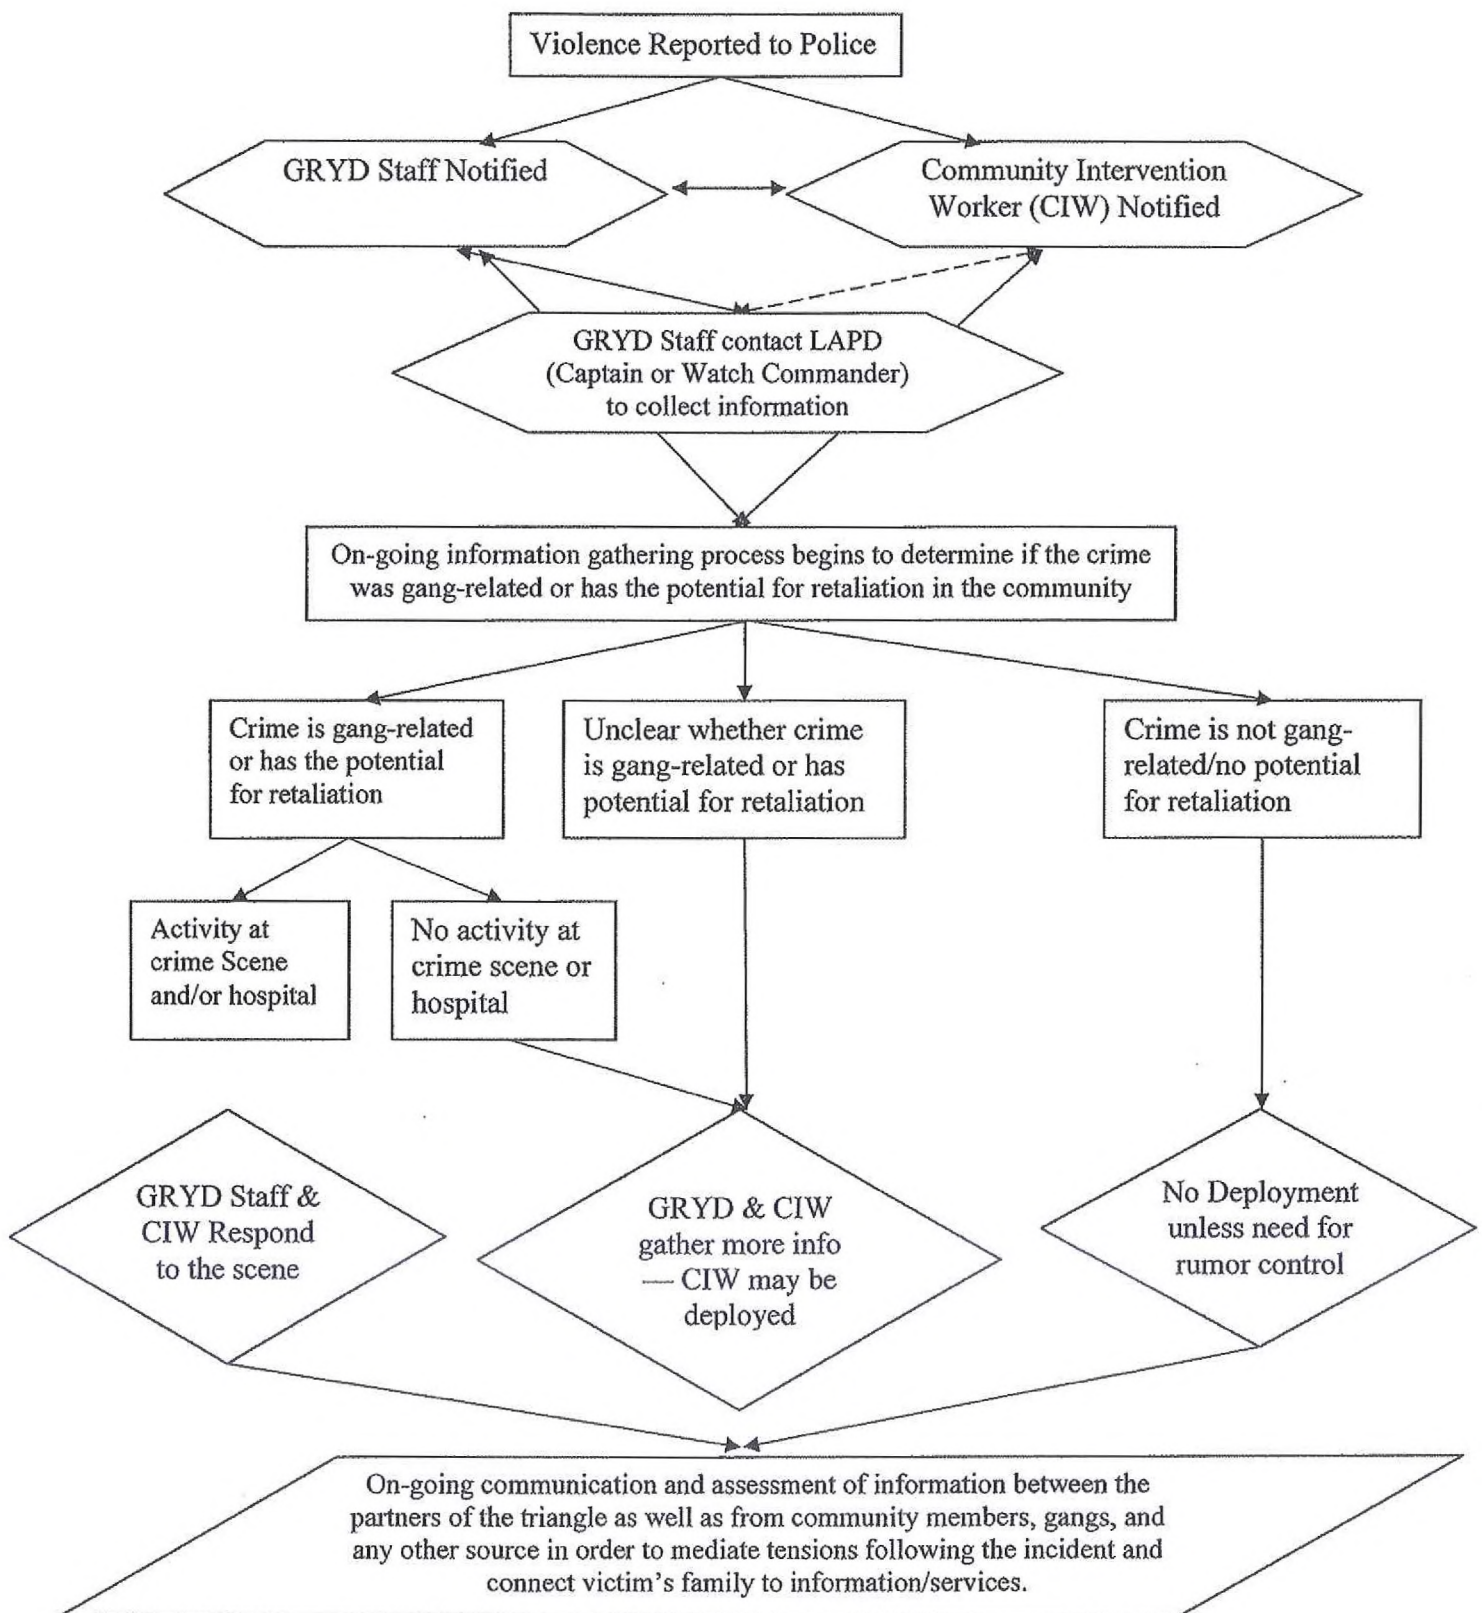 Violence Reported to Police
GRYD Staff Notified
Community Intervention
Worker (CIW) Notified
GRYD Staff contact LAPD
(Captain or Watch Commander)
to collect information
On-going information gathering process begins to determine if the crime
was gang-related or has the potential for retaliation in the community
Crime is gang-related
or has the potential
for retaliation
Unclear whether crime
is gang-related or has
potential for retaliation
Crime is not gang-
related/no potential
for retaliation
Activity at
crime Scene
and/or hospital
No activity at
crime scene or
hospital
GRYD Staff &
CIW Respond
to the scene
GRYD & CIW
gather more info
— CIW may be
deployed
No Deployment
unless need for
rumor control
On-going communication and assessment of information between the
partners of the triangle as well as from community members, gangs, and
any other source in order to mediate tensions following the incident and
connect victim's family to information/services.